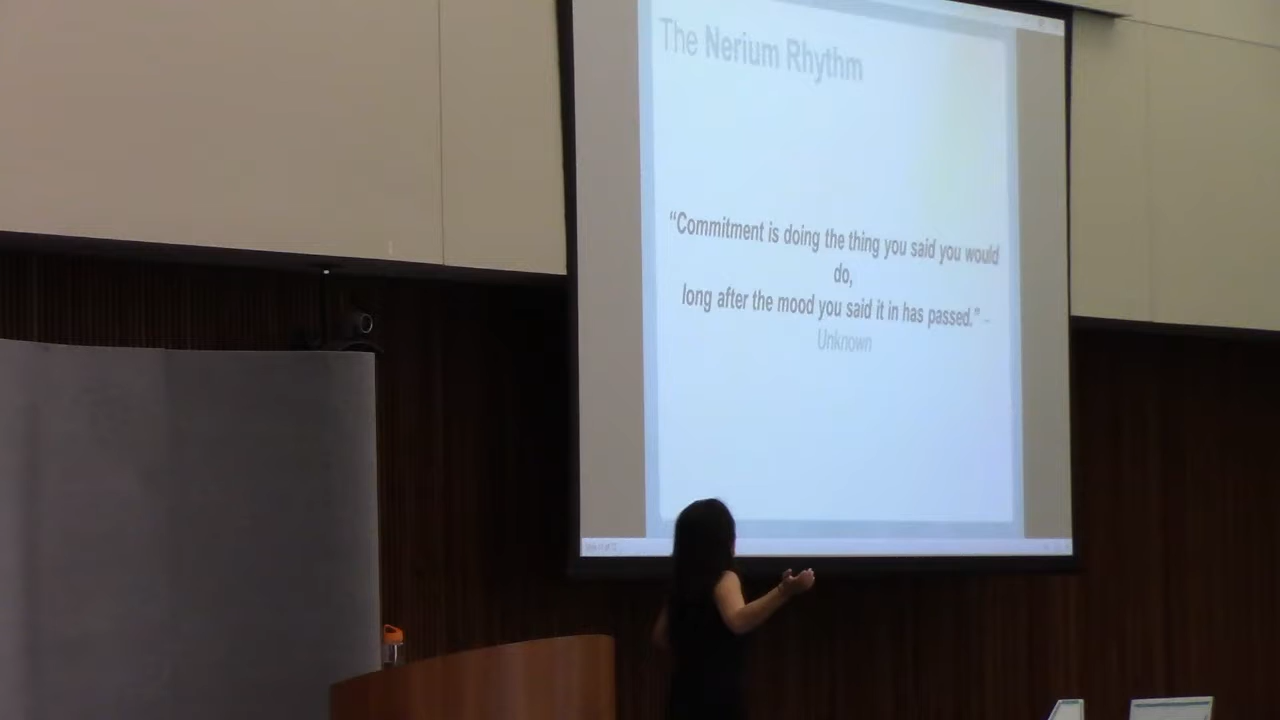 The Nerium Rhythm
“Commitment is doing the thing you said you would
do,
long after the mood you said it in has passed.” –
Unknown